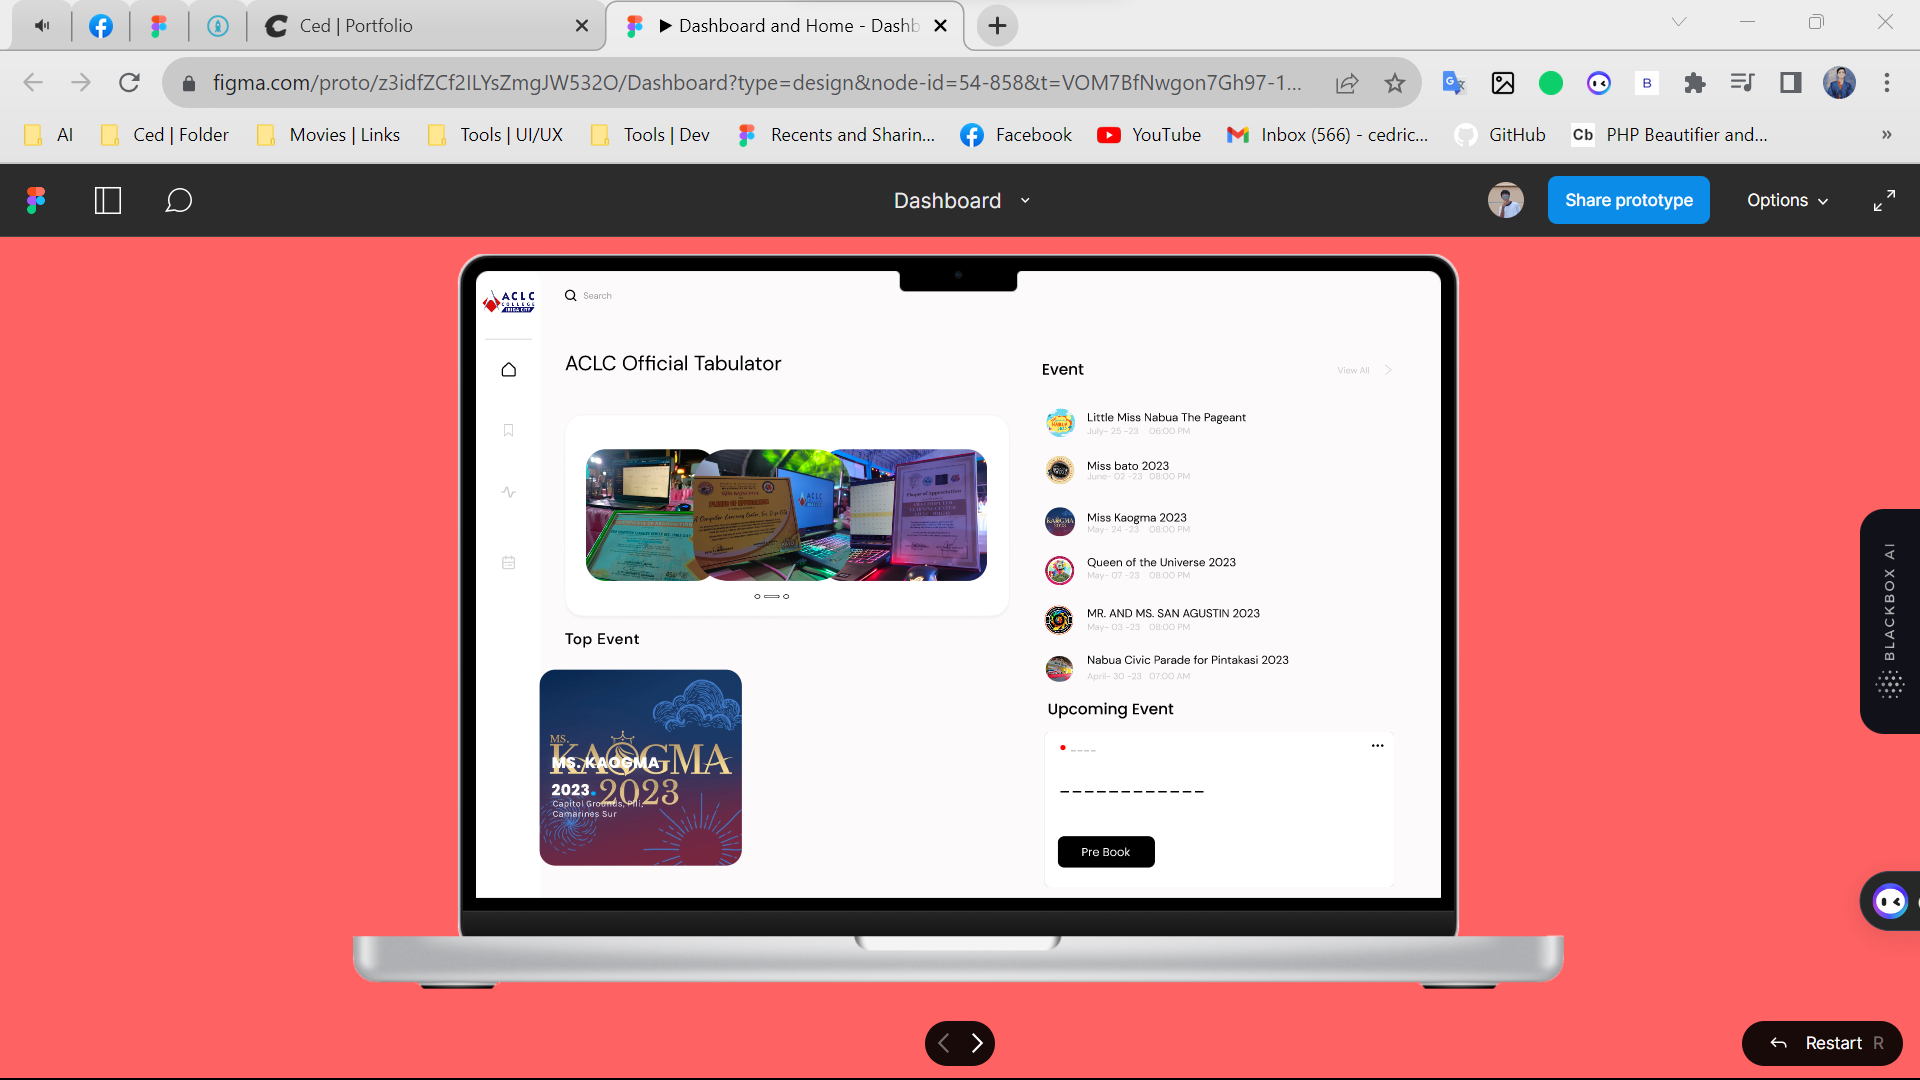 Ced | Portfolio
Dashboard and Home - Dashb
figma.com/proto/z3idfZCf2ILYsZmgJW532O/Dashboard?type=design&node-id=54-858&t=VOM7BfNwgon7Gh97-1...
AI
Ced | Folder
Movies | Links
Tools | UI/UX
Tools | Dev
Recents and Sharin...
Facebook
YouTube
Inbox (566) - cedric...
GitHub
Cb
PHP Beautifier and...
»
Dashboard
Share prototype
Options
ACLC
COLLEGE
IRIGA CITY
Search
ACLC Official Tabulator
Top Event
MS.
KAOGMA
2023
MS. KAOGMA
2023.
Capitol Grounds, Pili,
Camarines Sur
Event
View All
Little Miss Nabua The Pageant
July- 25 -23 06:00 PM
Miss bato 2023
June- 02 -23 08:00 PM
Miss Kaogma 2023
May- 24 -23 08:00 PM
Queen of the Universe 2023
May- 07 -23 08:00 PM
MR. AND MS. SAN AGUSTIN 2023
May- 03 -23 08:00 PM
Nabua Civic Parade for Pintakasi 2023
April- 30 -23 07:00 AM
Upcoming Event
----
------------
Pre Book
BLACKBOX AI
Restart R